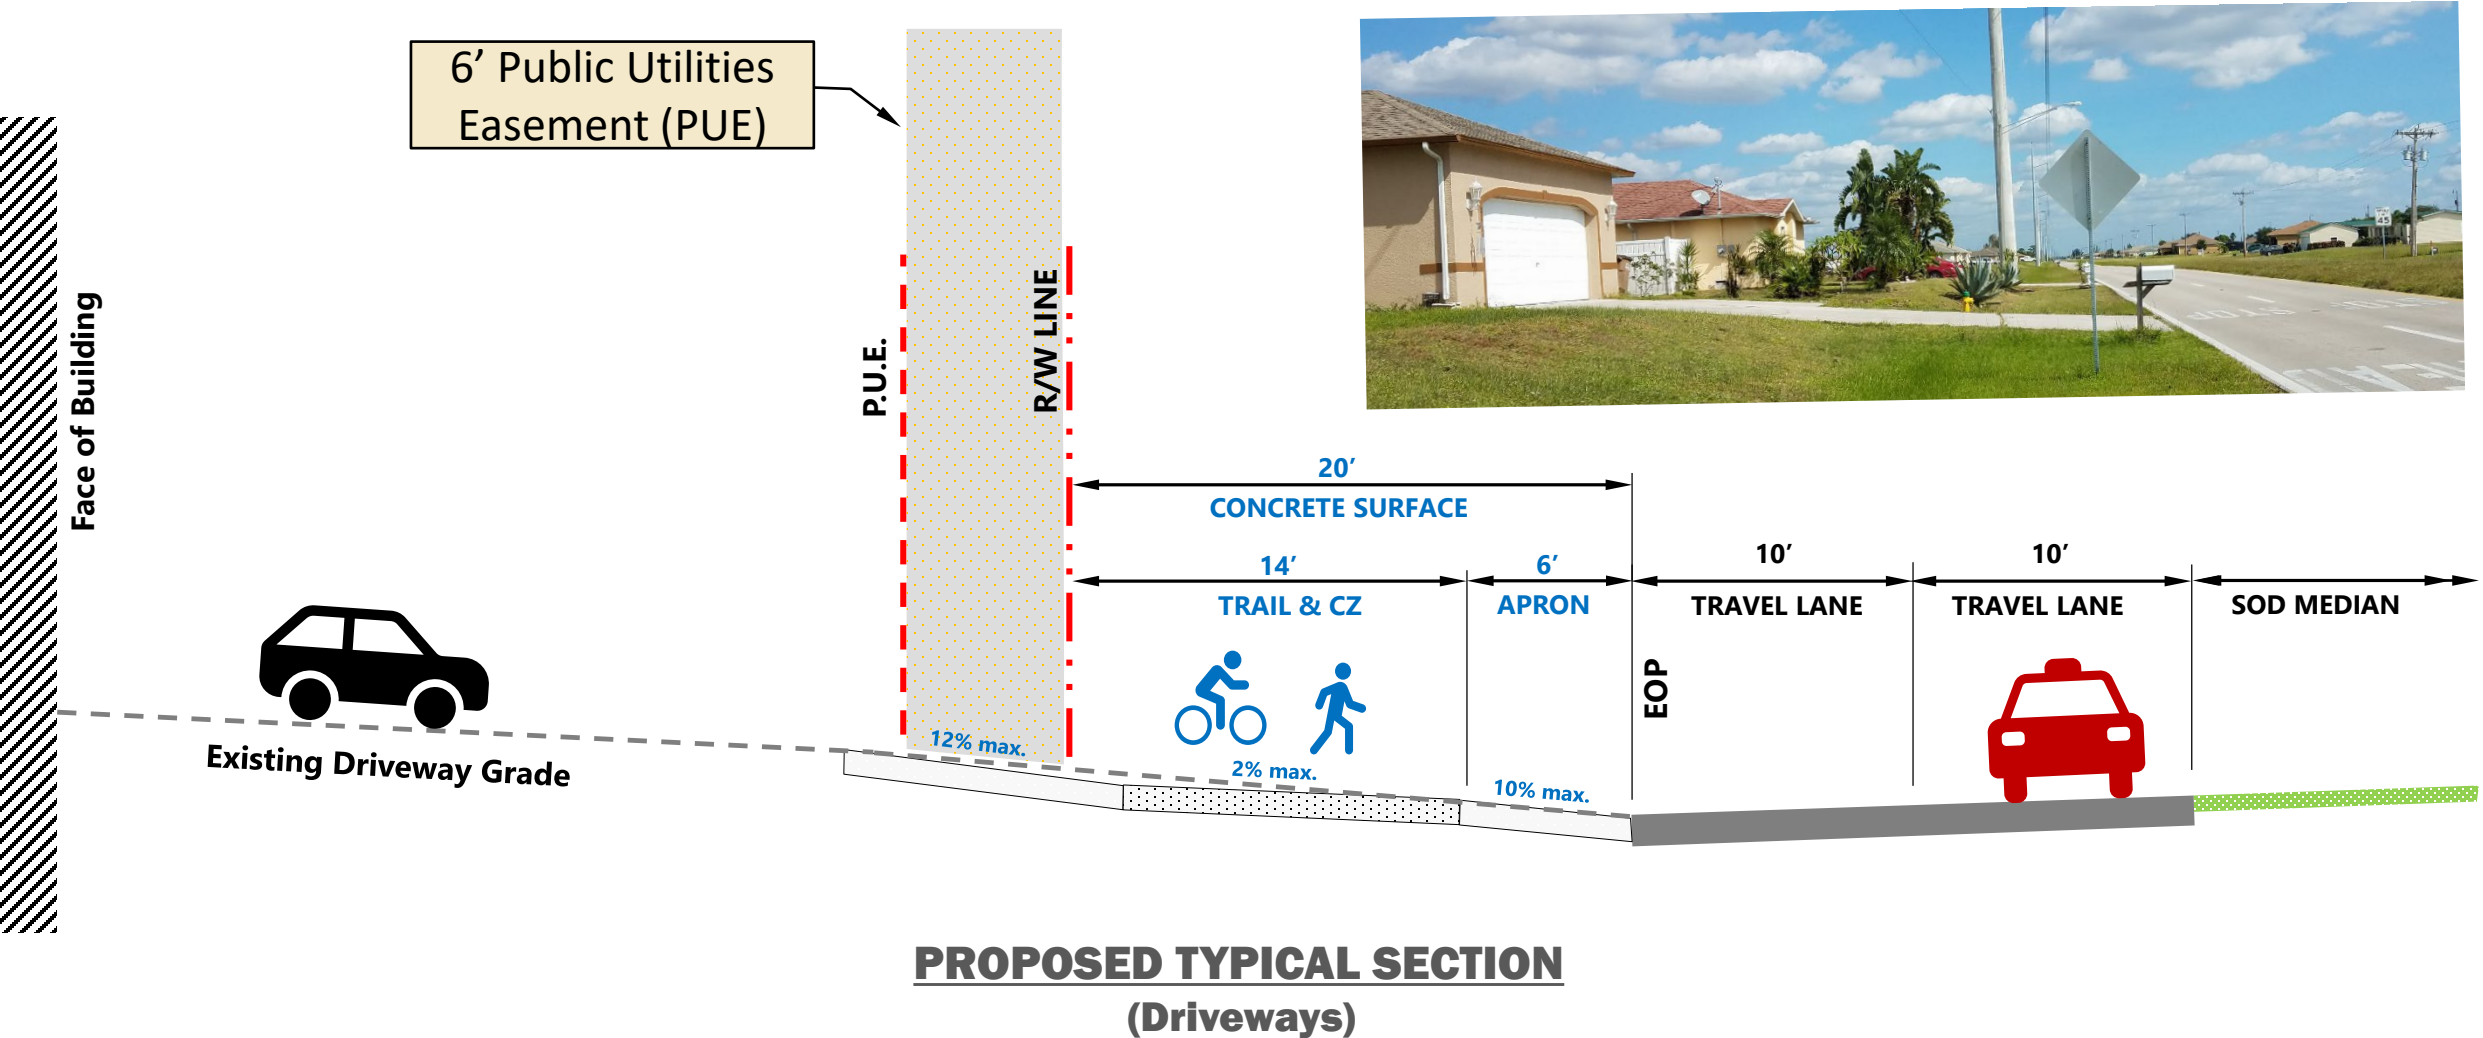 6’ Public Utilities
Easement (PUE)
45
Face of Building
P.U.E.
R/W LINE
20’
CONCRETE SURFACE
14’
TRAIL & CZ
6’
APRON
10’
TRAVEL LANE
10’
TRAVEL LANE
SOD MEDIAN
EOP
Existing Driveway Grade
12% max.
2% max.
10% max.
PROPOSED TYPICAL SECTION
(Driveways)